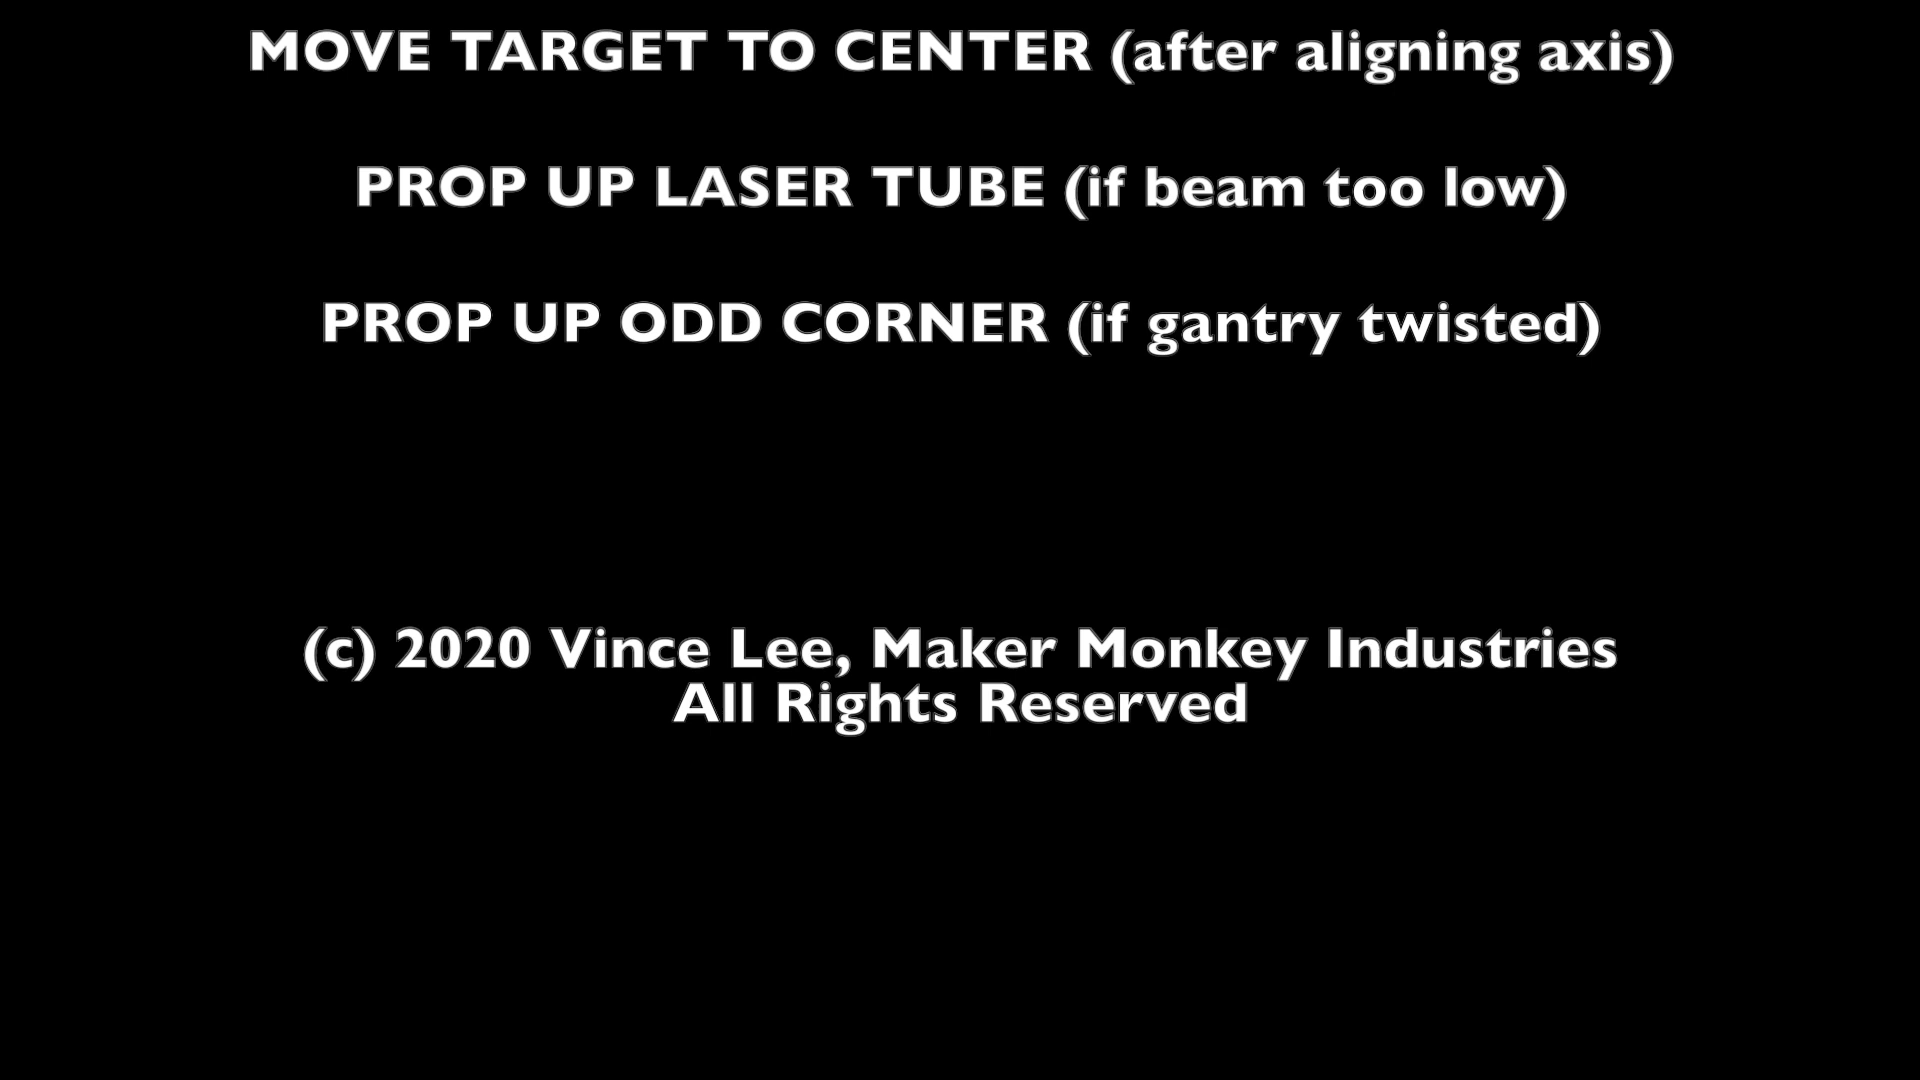 MOVE TARGET TO CENTER (after aligning axis)
PROP UP LASER TUBE (if beam too low)
PROP UP ODD CORNER (if gantry twisted)
(c) 2020 Vince Lee, Maker Monkey Industries
All Rights Reserved